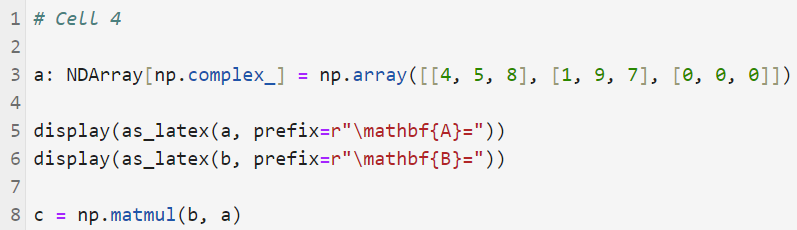 1 # Cell 4
2
3 a: NDArray[np.complex_] = np.array([[4, 5, 8], [1, 9, 7], [0, 0, 0]])
4
5 display(as_latex(a, prefix=r"\mathbf{A}="))
6 display(as_latex(b, prefix=r"\mathbf{B}="))
7
8 c = np.matmul(b, a)